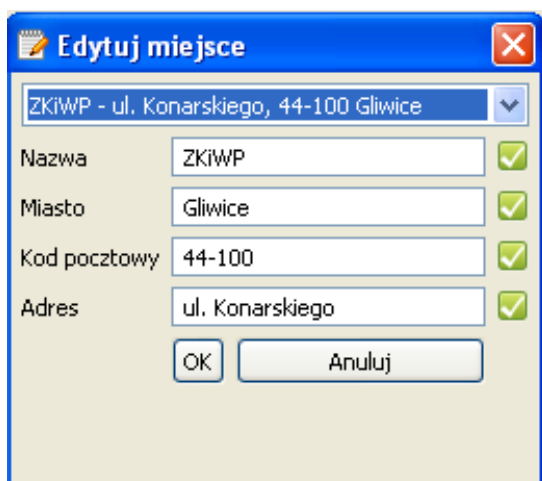 Edytuj miejsce
ZKiWP - ul. Konarskiego, 44-100 Gliwice
Nazwa ZKiWP
Miasto Gliwice
Kod pocztowy 44-100
Adres ul. Konarskiego
OK Anuluj